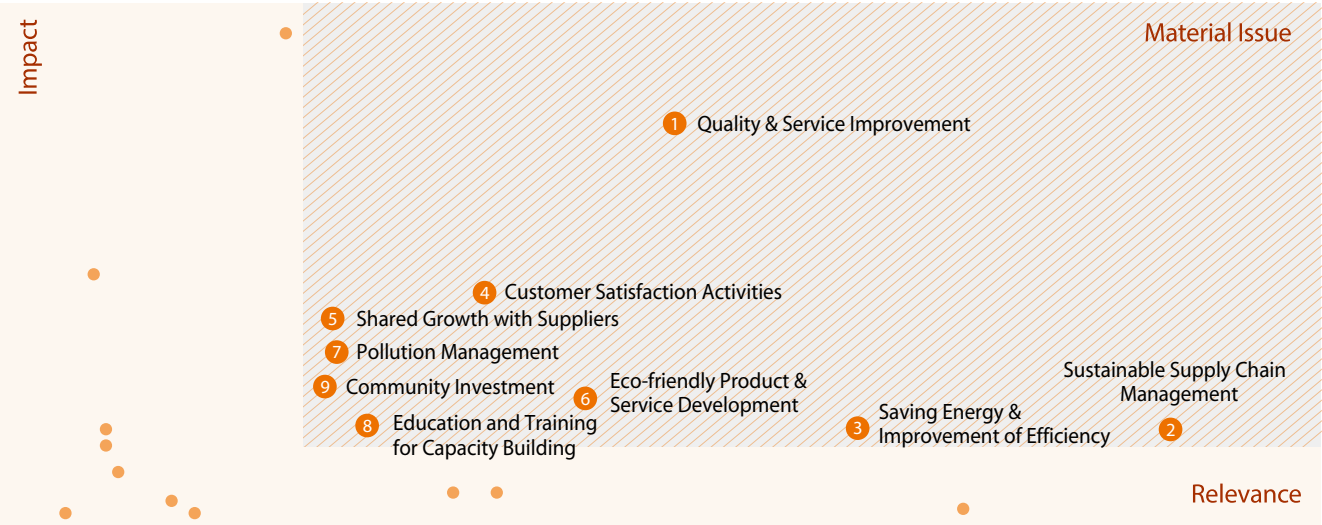 Impact
Material Issue
1 Quality & Service Improvement
4 Customer Satisfaction Activities
5 Shared Growth with Suppliers
7 Pollution Management
9 Community Investment
6 Eco-friendly Product &
Service Development
8 Education and Training
for Capacity Building
3 Saving Energy &
Improvement of Efficiency
Sustainable Supply Chain
Management
2
Relevance